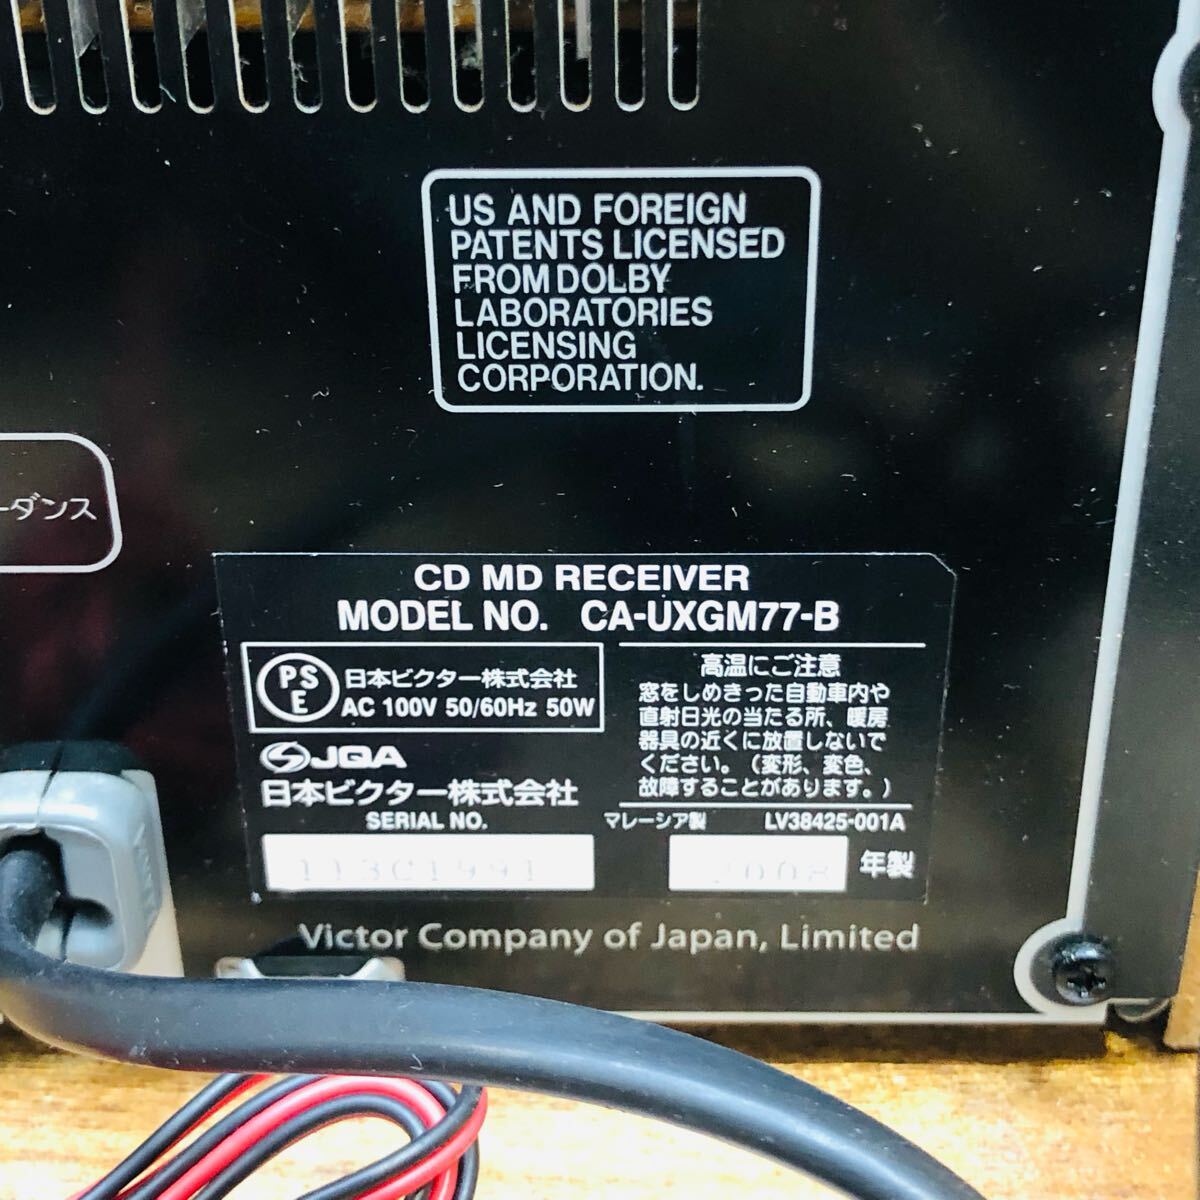 US AND FOREIGN
PATENTS LICENSED
FROM DOLBY
LABORATORIES
LICENSING
CORPORATION.
ーダンス
CD MD RECEIVER
MODEL NO. CA-UXGM77-B
PS
E
日本ビクター株式会社
AC 100V 50/60Hz 50W
JQA
日本ビクター株式会社
SERIAL NO.
113C1991
高温にご注意
窓をしめきった自動車内や
直射日光の当たる所、暖房
器具の近くに放置しないで
ください。(変形、変色、
故障することがあります。)
マレーシア製 LV38425-001A
2008 年製
Victor Company of Japan, Limited